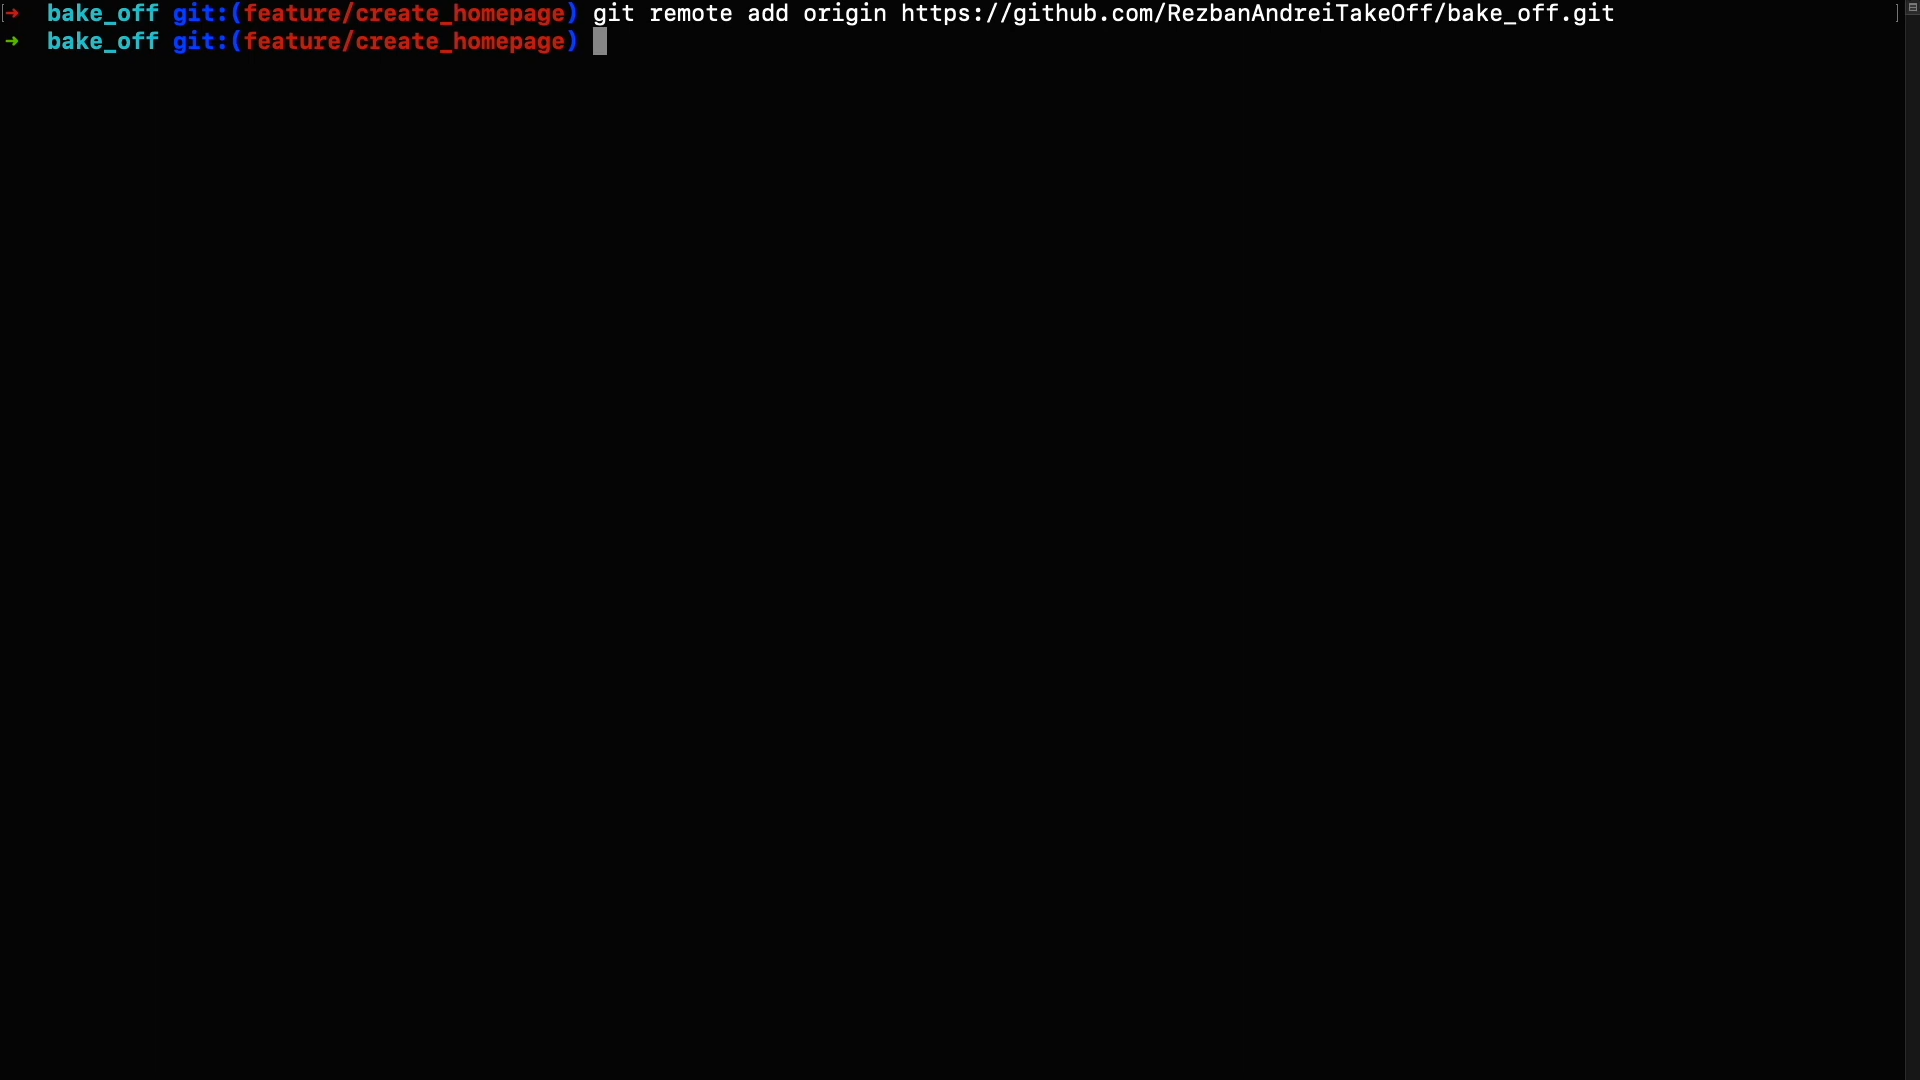 ➜ bake_off git:(feature/create_homepage) git remote add origin https://github.com/RezbanAndreiTakeOff/bake_off.git
➜ bake_off git:(feature/create_homepage)